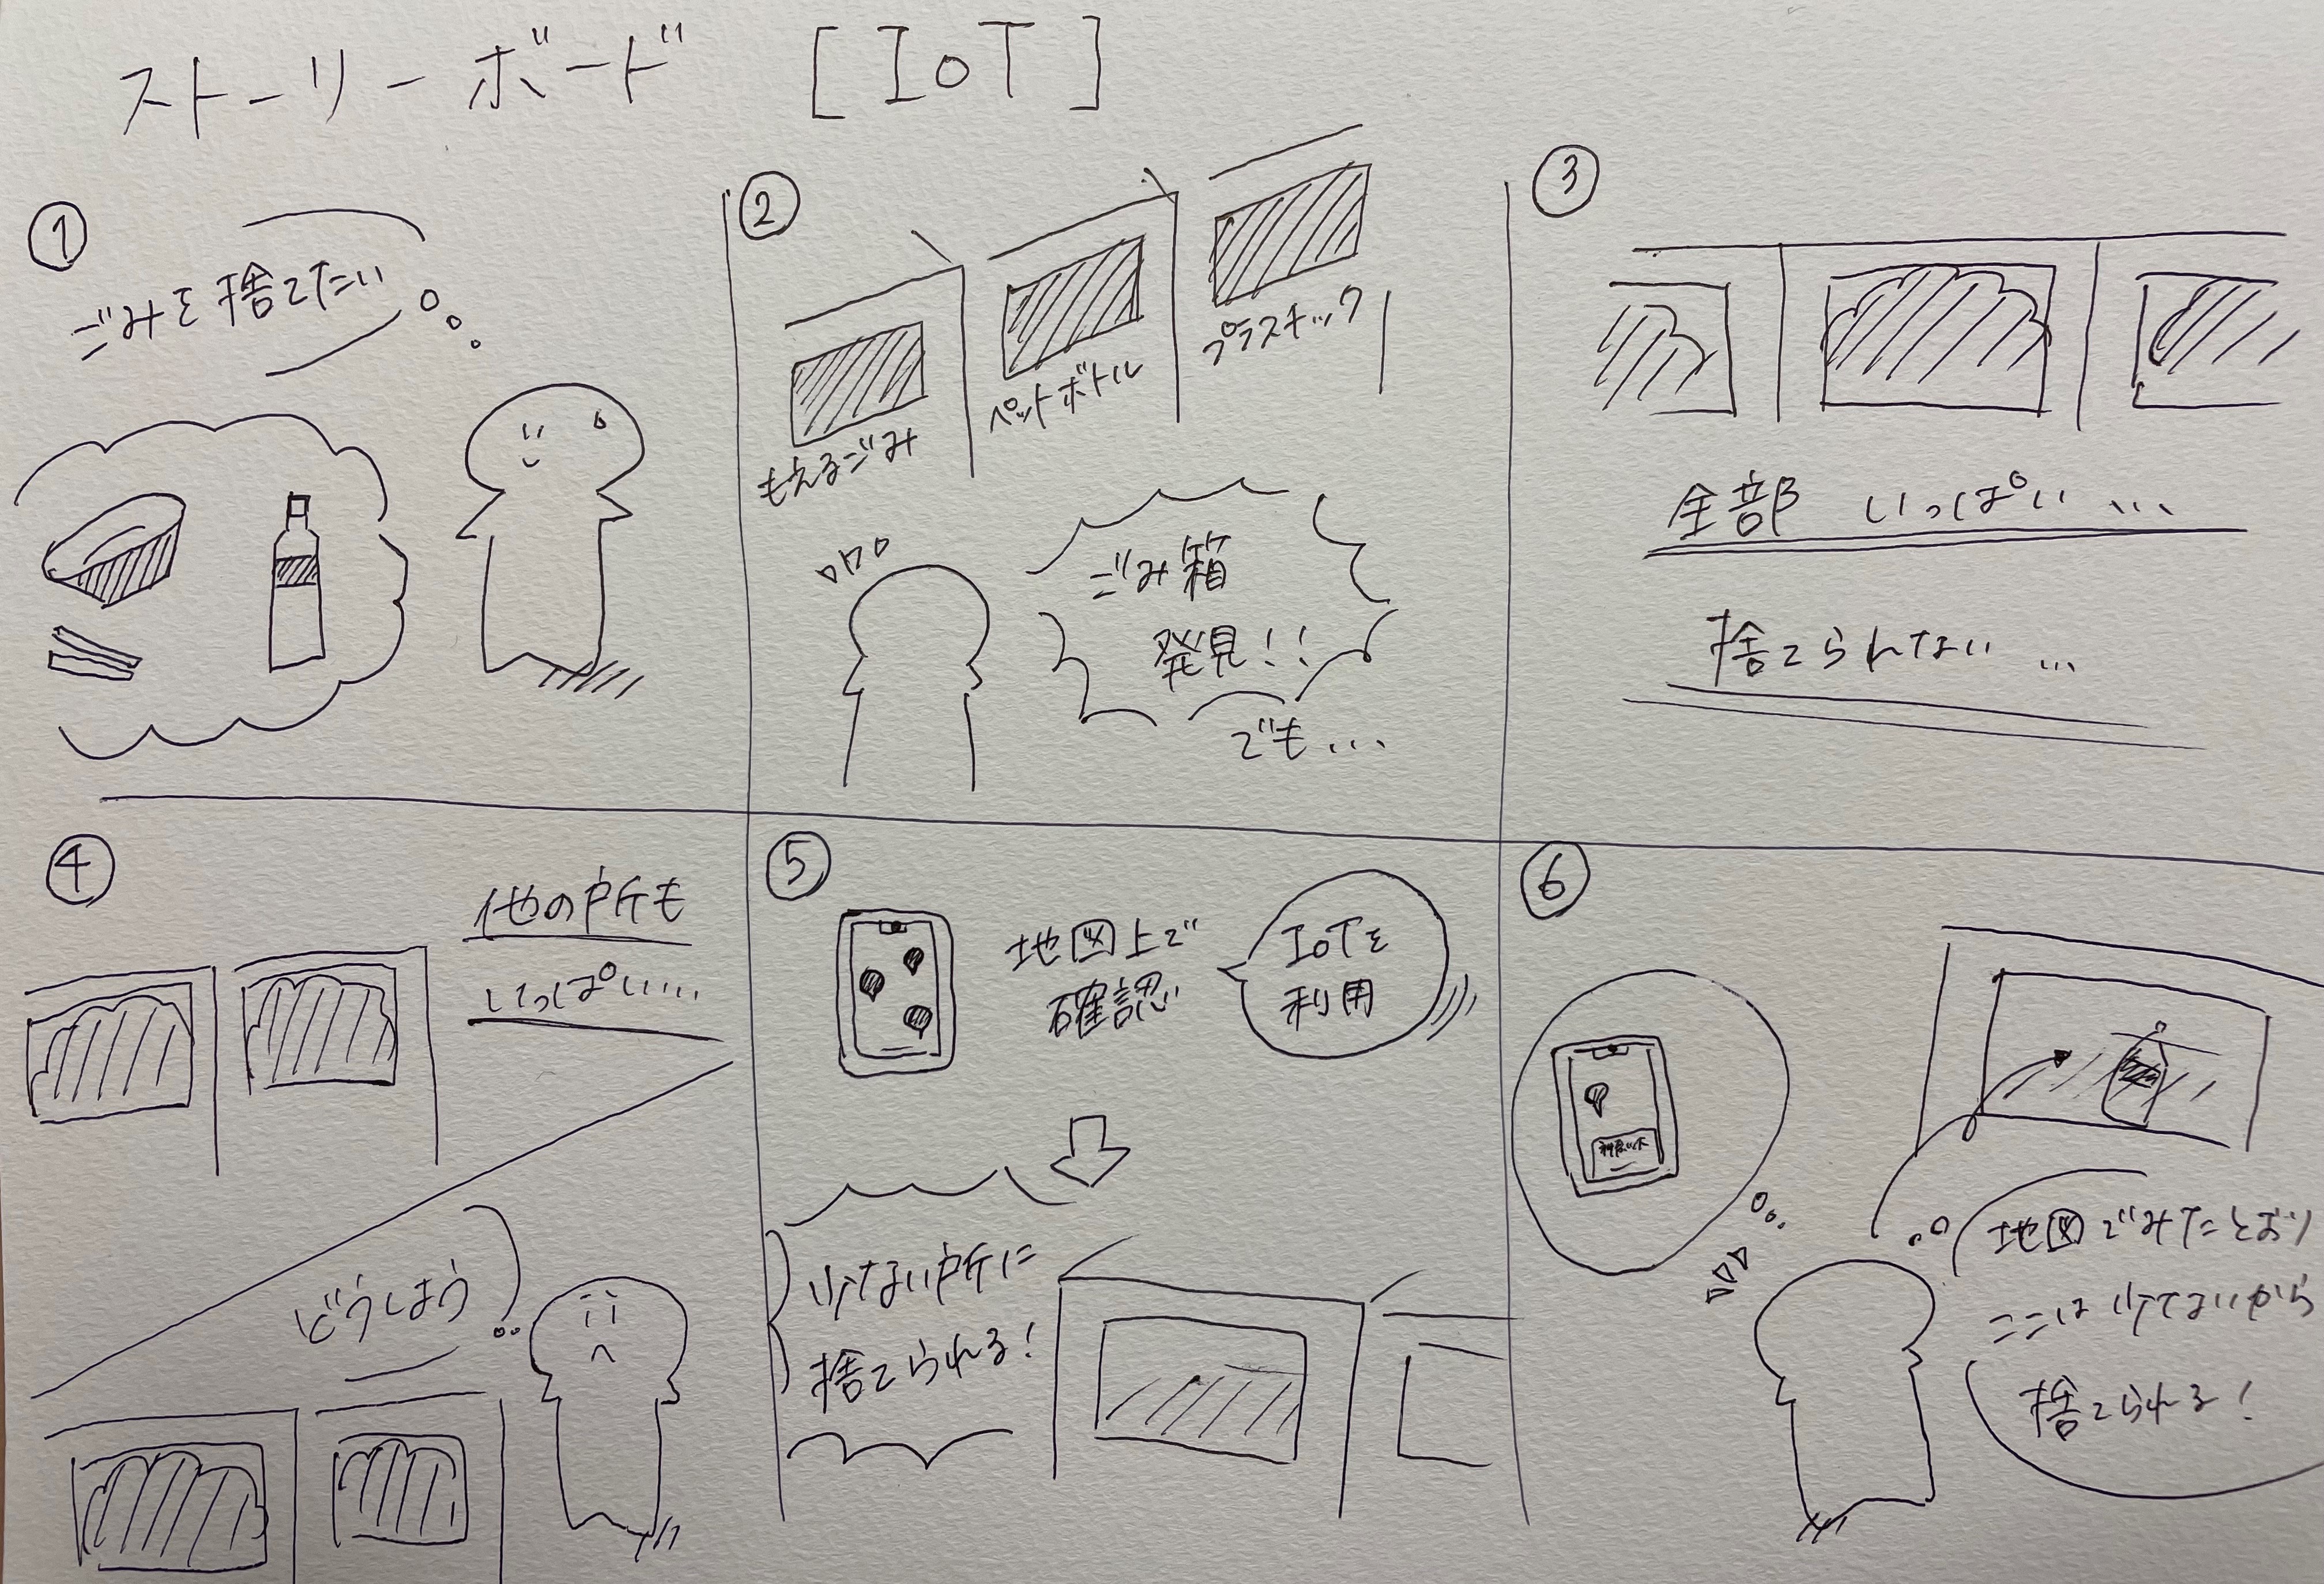 ストーリーボード [IoT]
①
ごみを捨てたい
②
もえるごみ
ペットボトル
プラスチック
ごみ箱
発見!!
でも...
③
全部 いっぱい...
捨てられない...
④
他の所も
いっぱい...
どうしよう
⑤
地図上で
確認
IoTを
利用
少ない所に
捨てられる!
⑥
地図でみたとおり
ここは少ないから
捨てられる!